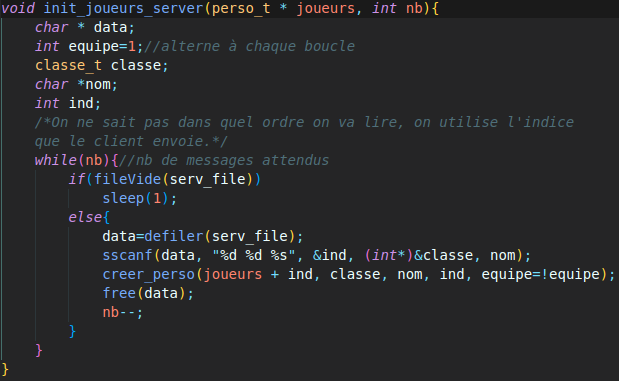 void init_joueurs_server(perso_t * joueurs, int nb){
    char * data;
    int equipe=1;//alterne à chaque boucle
    classe_t classe;
    char *nom;
    int ind;
    /*On ne sait pas dans quel ordre on va lire, on utilise l'indice
    que le client envoie.*/
    while(nb){//nb de messages attendus
        if(fileVide(serv_file))
            sleep(1);
        else{
            data=defiler(serv_file);
            sscanf(data, "%d %d %s", &ind, (int*)&classe, nom);
            creer_perso(joueurs + ind, classe, nom, ind, equipe=!equipe);
            free(data);
            nb--;
        }
    }
}